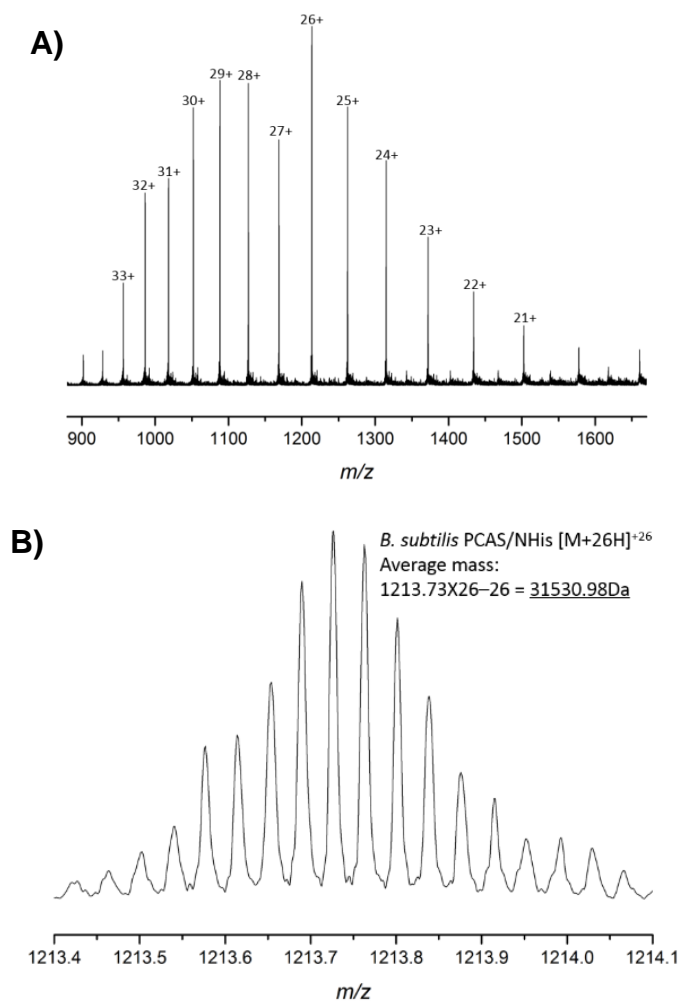 A)
26+
29+ 28+
30+ 25+
27+
24+
31+
32+
23+
33+
22+
21+
900 1000 1100 1200 1300 1400 1500 1600
m/z
B)
B. subtilis PCAS/NHis [M+26H]⁺²⁶
Average mass:
1213.73X26–26 = 31530.98Da
1213.4 1213.5 1213.6 1213.7 1213.8 1213.9 1214.0 1214.1
m/z